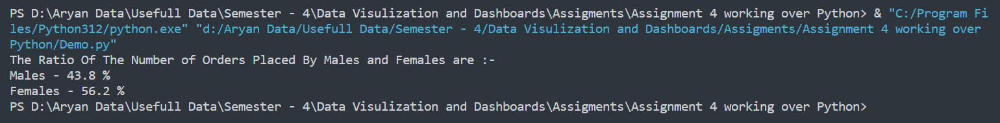 PS D:\Aryan Data\Usefull Data\Semester - 4\Data Visulization and Dashboards\Assigments\Assignment 4 working over Python> & "C:/Program Fi
les/Python312/python.exe" "d:/Aryan Data/Usefull Data/Semester - 4/Data Visulization and Dashboards/Assigments/Assignment 4 working over
Python/Demo.py"
The Ratio Of The Number of Orders Placed By Males and Females are :-
Males - 43.8 %
Females - 56.2 %
PS D:\Aryan Data\Usefull Data\Semester - 4\Data Visulization and Dashboards\Assigments\Assignment 4 working over Python>